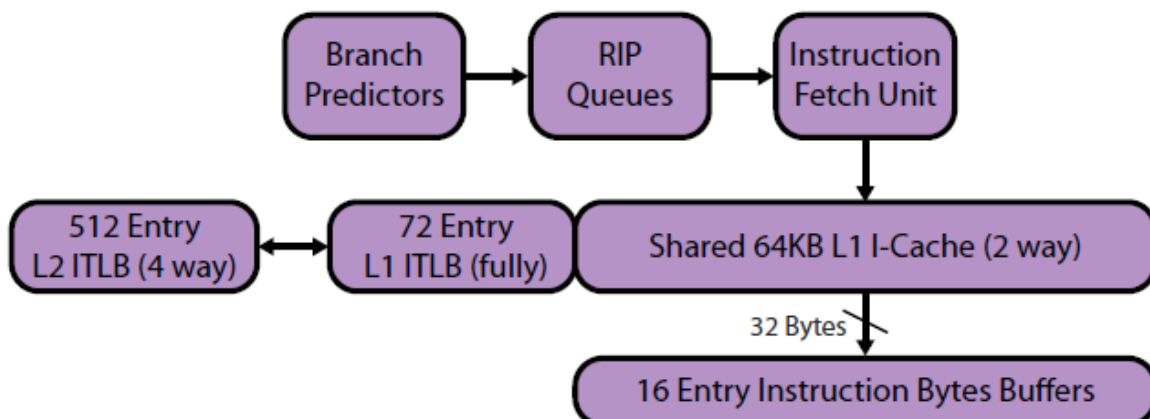 Branch
Predictors
RIP
Queues
Instruction
Fetch Unit
512 Entry
L2 ITLB (4 way)
72 Entry
L1 ITLB (fully)
Shared 64KB L1 I-Cache (2 way)
32 Bytes
16 Entry Instruction Bytes Buffers